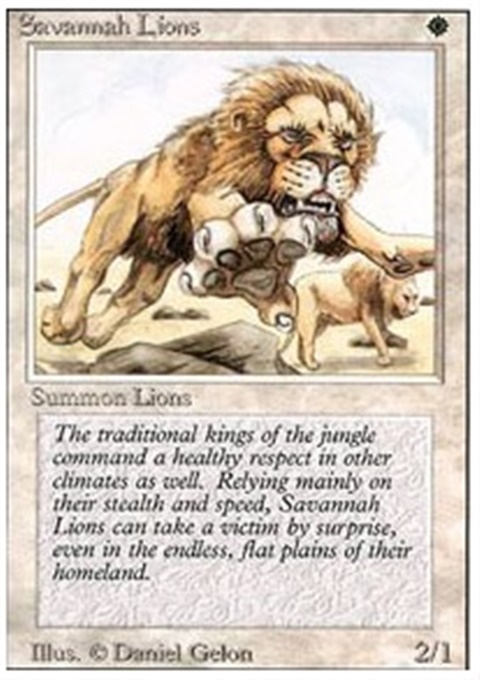 Savannah Lions
Summon Lions
The traditional kings of the jungle
command a healthy respect in other
climates as well. Relying mainly on
their stealth and speed, Savannah
Lions can take a victim by surprise,
even in the endless, flat plains of their
homeland.
Illus. © Daniel Gelon
2/1